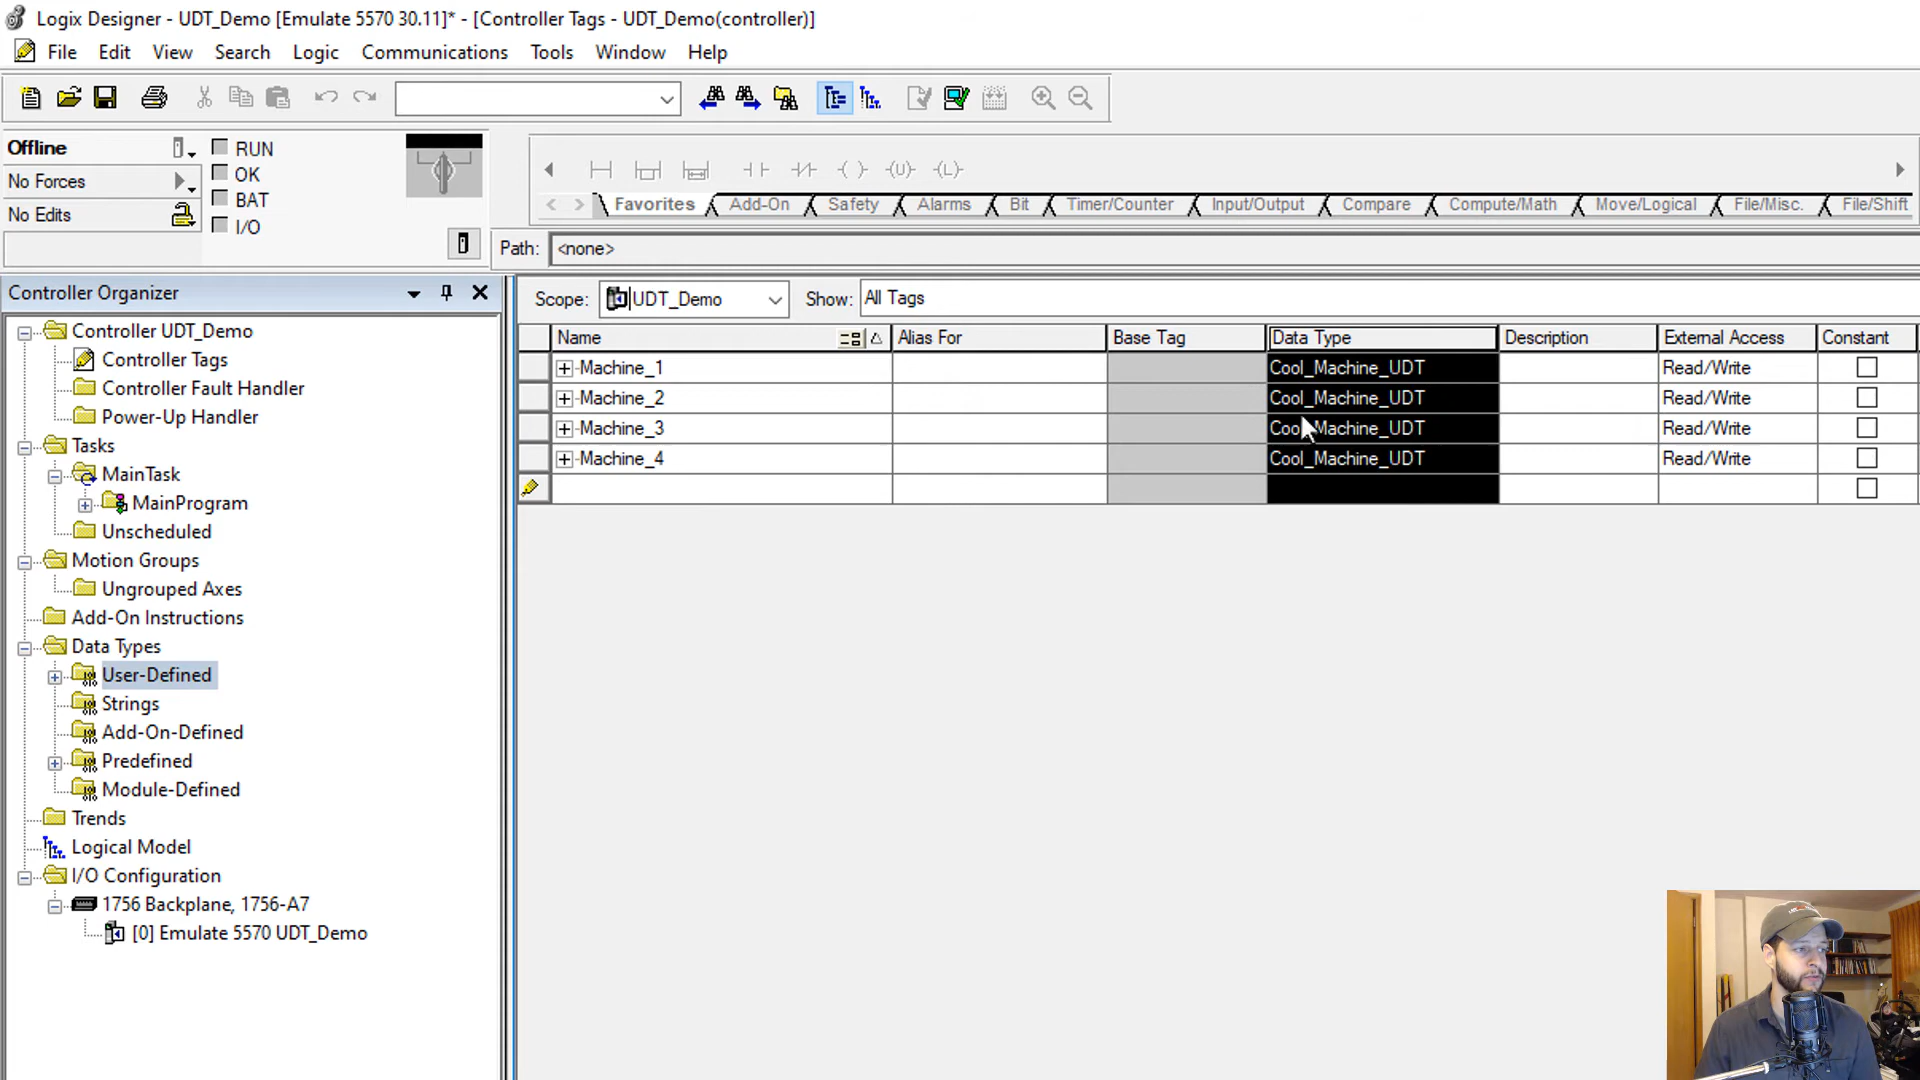 Logix Designer - UDT_Demo [Emulate 5570 30.11]* - [Controller Tags - UDT_Demo(controller)]
File Edit View Search Logic Communications Tools Window Help
Offline RUN
No Forces OK
No Edits BAT
I/O
Favorites Add-On Safety Alarms Bit Timer/Counter Input/Output Compare Compute/Math Move/Logical File/Misc. File/Shift
Path: <none>
Controller Organizer
Scope: UDT_Demo Show: All Tags
Name Alias For Base Tag Data Type Description External Access Constant
Machine_1 Cool_Machine_UDT Read/Write
Machine_2 Cool_Machine_UDT Read/Write
Machine_3 Cool_Machine_UDT Read/Write
Machine_4 Cool_Machine_UDT Read/Write
Controller UDT_Demo
Controller Tags
Controller Fault Handler
Power-Up Handler
Tasks
MainTask
MainProgram
Unscheduled
Motion Groups
Ungrouped Axes
Add-On Instructions
Data Types
User-Defined
Strings
Add-On-Defined
Predefined
Module-Defined
Trends
Logical Model
I/O Configuration
1756 Backplane, 1756-A7
[0] Emulate 5570 UDT_Demo